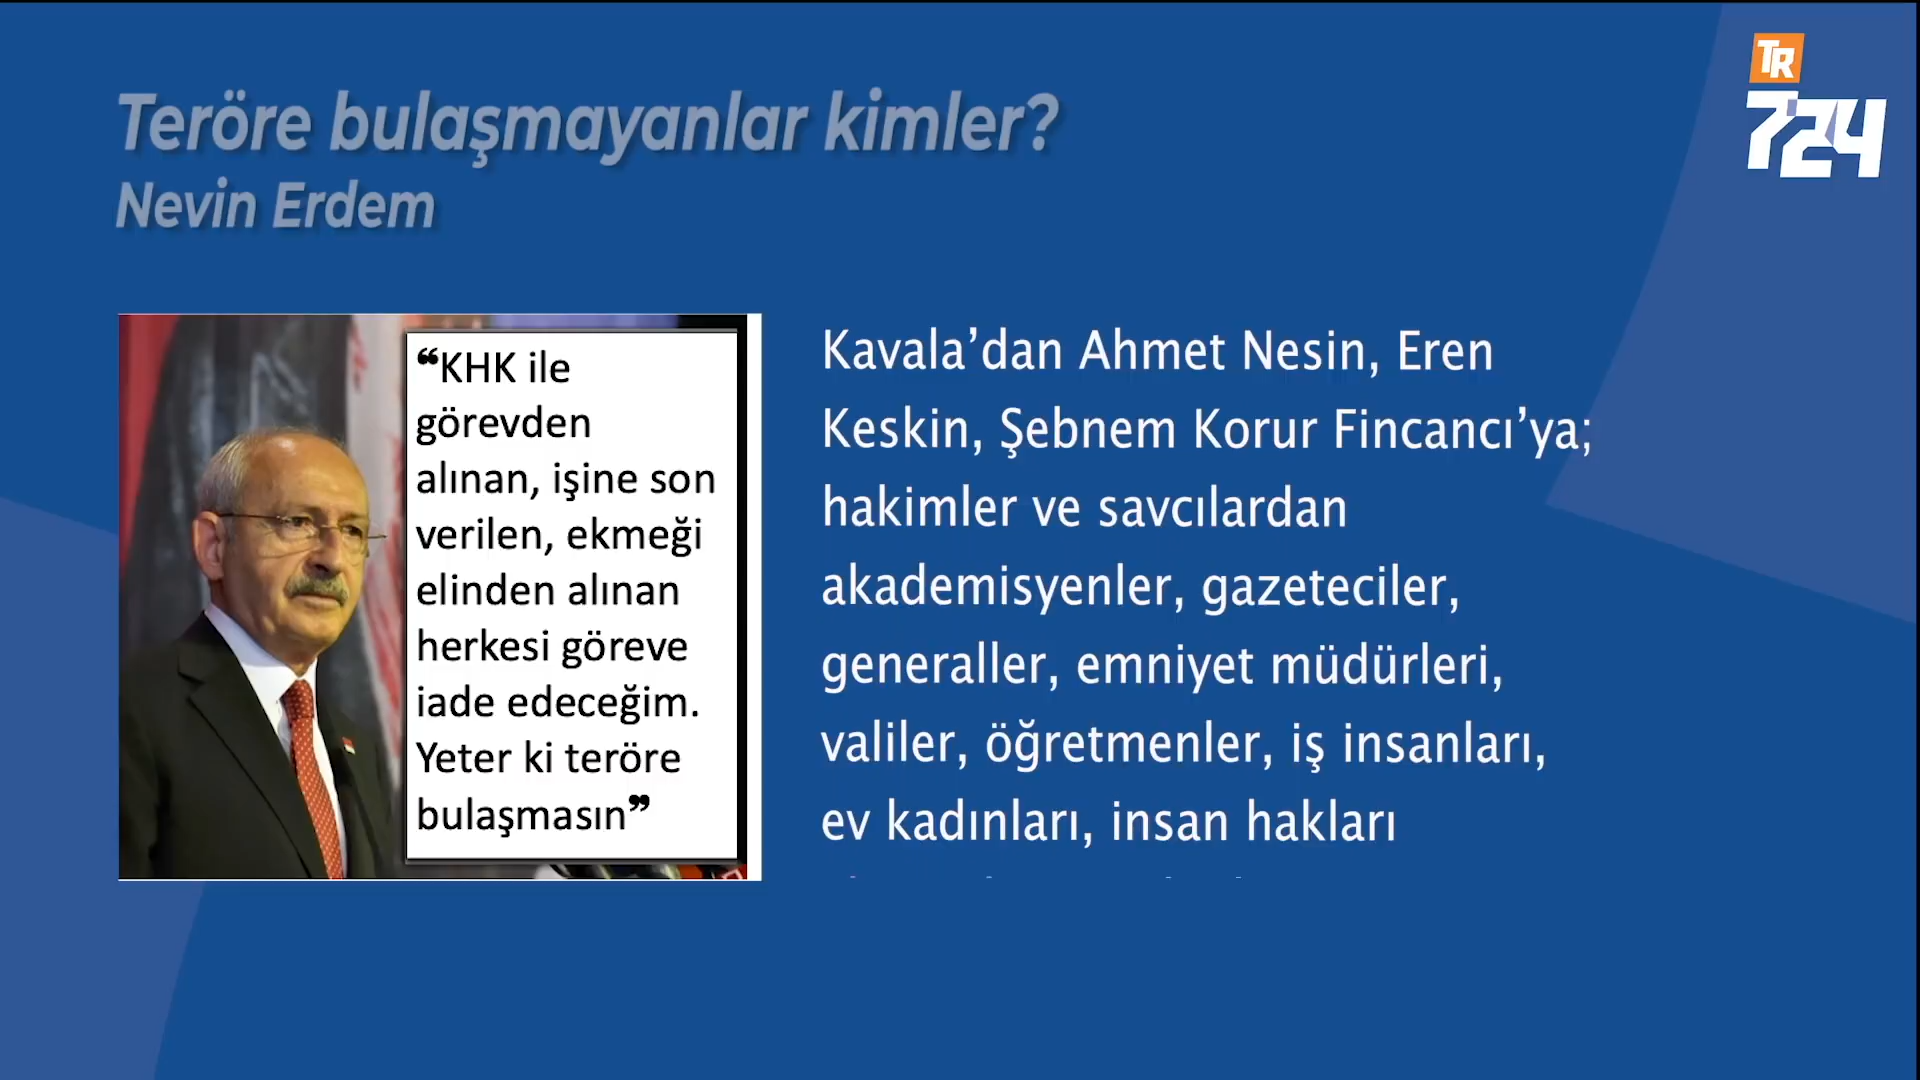 TR
724
Teröre bulaşmayanlar kimler?
Nevin Erdem
❝KHK ile
görevden
alınan, işine son
verilen, ekmeği
elinden alınan
herkesi göreve
iade edeceğim.
Yeter ki teröre
bulaşmasın❞
Kavala’dan Ahmet Nesin, Eren
Keskin, Şebnem Korur Fincancı’ya;
hakimler ve savcılardan
akademisyenler, gazeteciler,
generaller, emniyet müdürleri,
valiler, öğretmenler, iş insanları,
ev kadınları, insan hakları